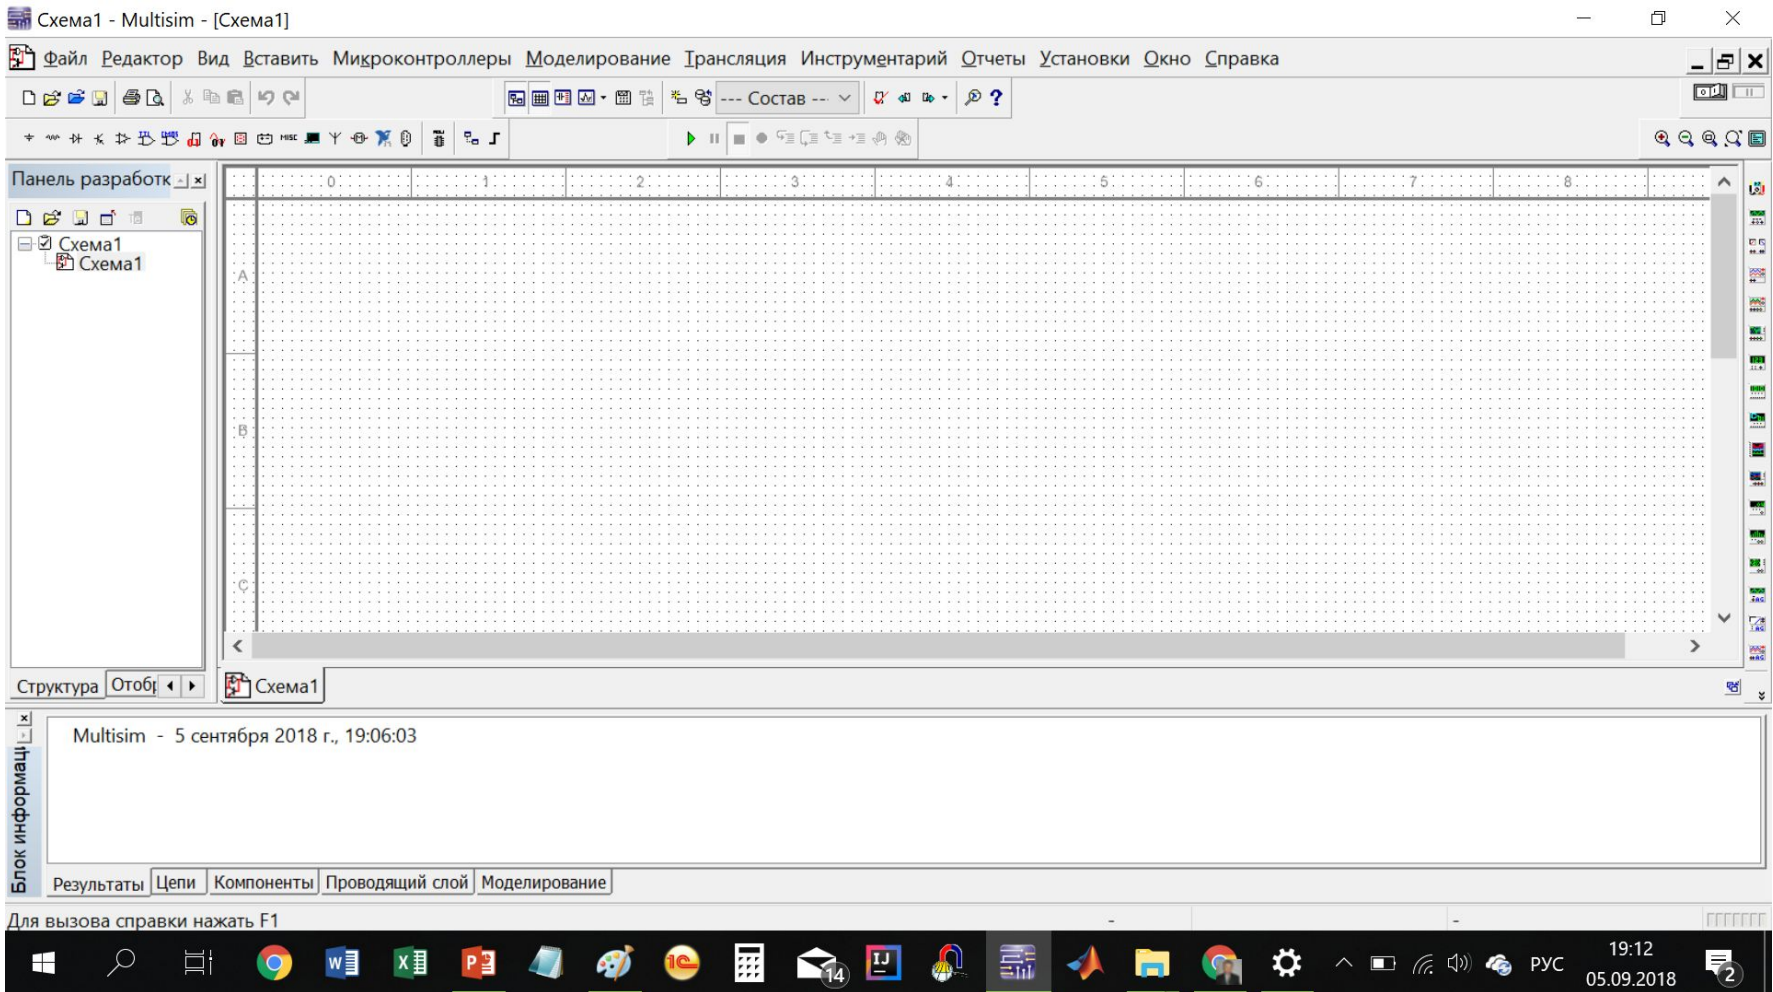 Схема1 - Multisim - [Схема1]
Файл Редактор Вид Вставить Микроконтроллеры Моделирование Трансляция Инструментарий Отчеты Установки Окно Справка
--- Состав ---
MISC
Панель разработк
0 1 2 3 4 5 6 7 8
Схема1
Схема1
A
B
C
Структура Отобр
Схема1
Multisim - 5 сентября 2018 г., 19:06:03
Блок информаци
Результаты Цепи Компоненты Проводящий слой Моделирование
Для вызова справки нажать F1
- -
14
РУС
19:12
05.09.2018
2